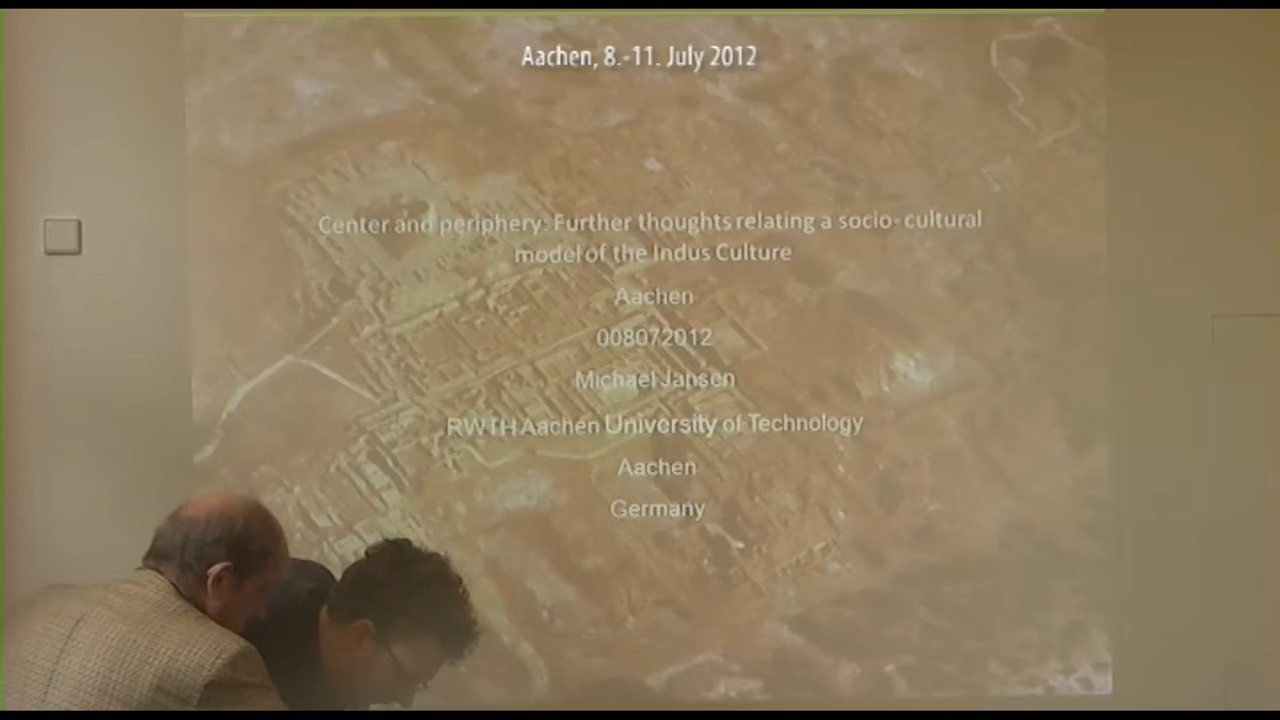 Aachen, 8.-11. July 2012
Center and periphery: Further thoughts relating a socio- cultural
model of the Indus Culture
Aachen
008072012
Michael Jansen
RWTH Aachen University of Technology
Aachen
Germany